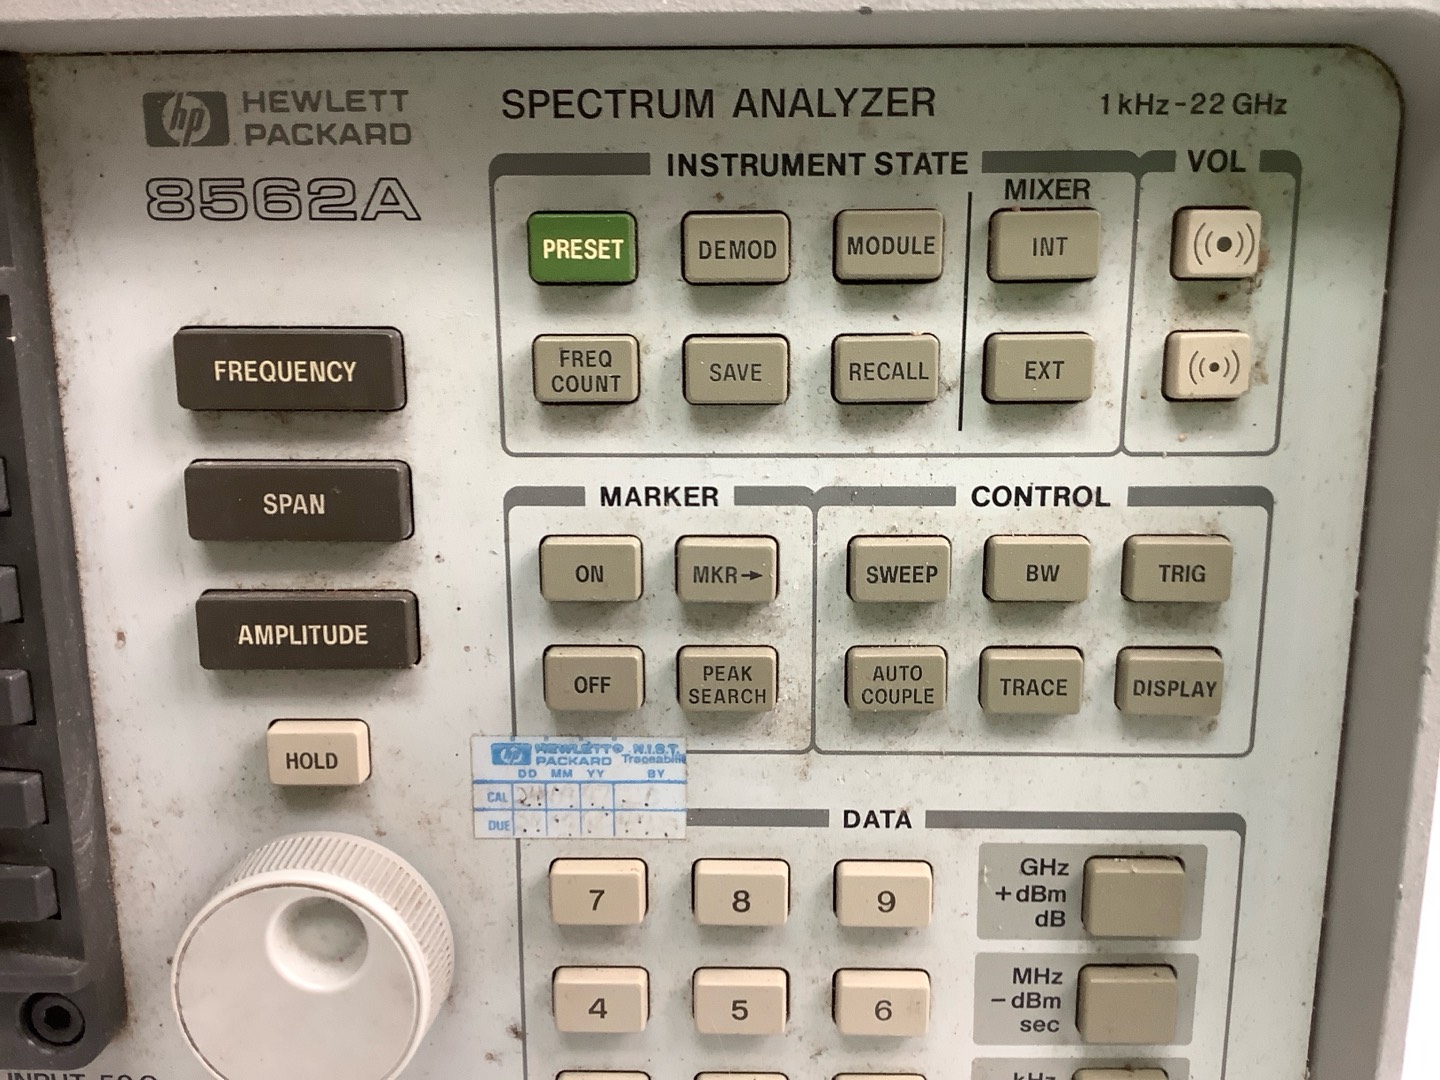 hp HEWLETT
PACKARD
8562A
SPECTRUM ANALYZER
1 kHz - 22 GHz
INSTRUMENT STATE
VOL
MIXER
PRESET
DEMOD
MODULE
INT
FREQ
COUNT
SAVE
RECALL
EXT
FREQUENCY
SPAN
AMPLITUDE
HOLD
MARKER
CONTROL
ON
MKR→
SWEEP
BW
TRIG
OFF
PEAK
SEARCH
AUTO
COUPLE
TRACE
DISPLAY
hp HEWLETT® N.I.S.T.
PACKARD
DD MM YY BY
CAL
DUE
DATA
7
8
9
GHz
+dBm
dB
4
5
6
MHz
-dBm
sec
kHz